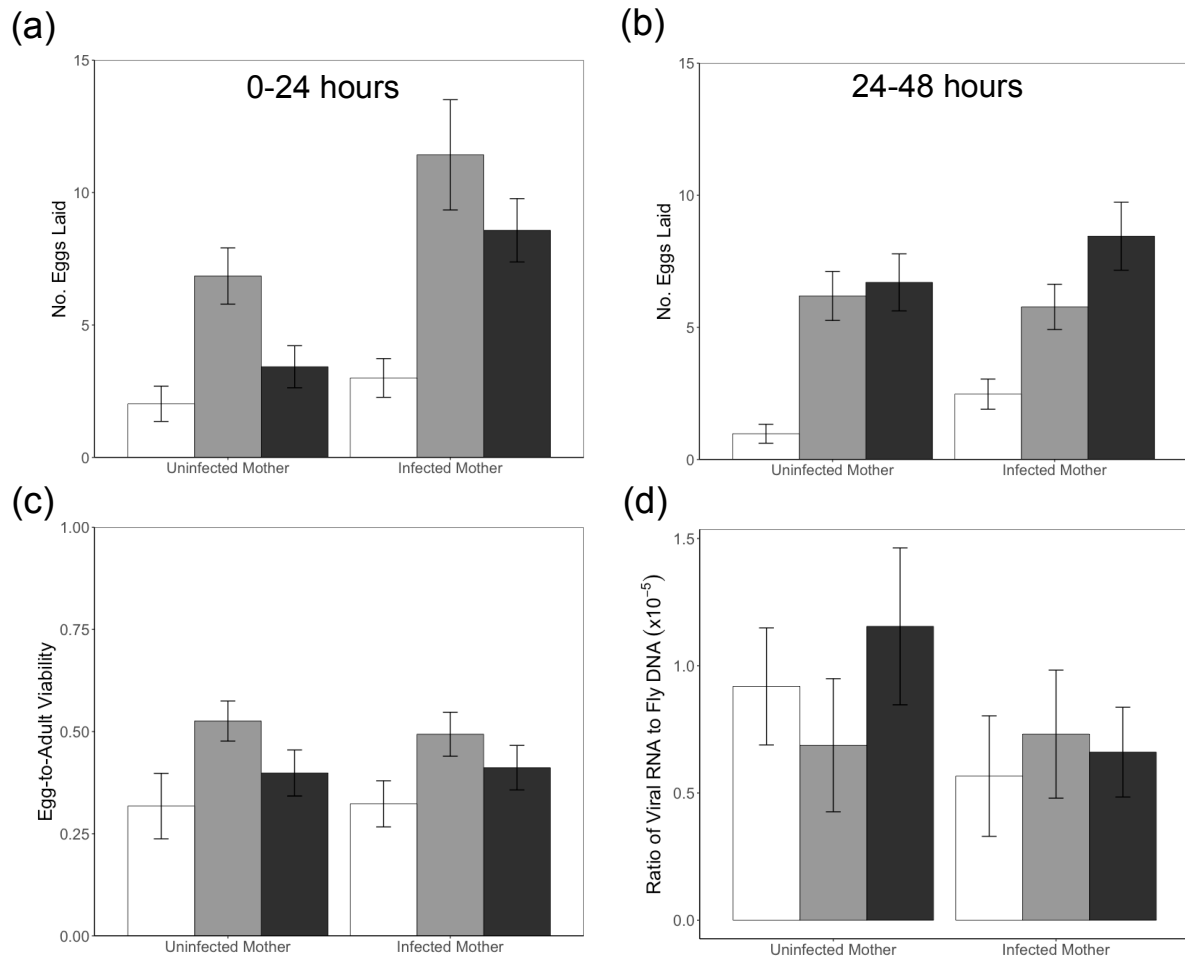 (a)
0-24 hours
No. Eggs Laid
15
10
5
0
Uninfected Mother
Infected Mother
(b)
24-48 hours
No. Eggs Laid
15
10
5
0
Uninfected Mother
Infected Mother
(c)
Egg-to-Adult Viability
1.00
0.75
0.50
0.25
0.00
Uninfected Mother
Infected Mother
(d)
Ratio of Viral RNA to Fly DNA (x10⁻⁵)
1.5
1.0
0.5
0.0
Uninfected Mother
Infected Mother